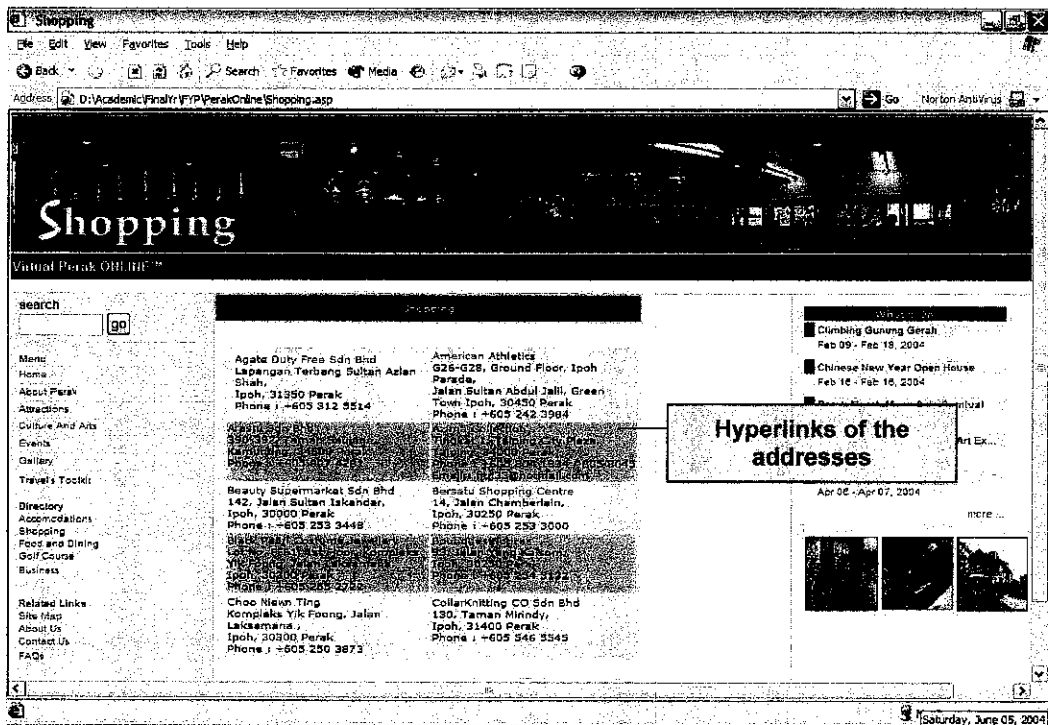 Shopping
File Edit View Favorites Tools Help
Back Search Favorites Media
Address D:\Academic\FinalYr\FYP\PerakOnline\Shopping.asp Go Norton AntiVirus
Shopping
Virtual Perak ONLINE™
search
go
Menu
Home
About Perak
Attractions
Culture And Arts
Events
Gallery
Travel's Toolkit
Directory
Accomodations
Shopping
Food and Dining
Golf Course
Business
Related Links
Site Map
About Us
Contact Us
FAQs
Shopping
Agate Duty Free Sdn Bhd
Lapangan Terbang Sultan Azlan
Shah,
Ipoh, 31350 Perak
Phone : +605 312 5514
American Athletics
G26-G28, Ground Floor, Ipoh
Parade,
Jalan Sultan Abdul Jalil, Green
Town Ipoh, 30450 Perak
Phone : +605 242 3984
Beauty Supermarket Sdn Bhd
142, Jalan Sultan Iskandar,
Ipoh, 30000 Perak
Phone : +605 253 3448
Bersatu Shopping Centre
14, Jalan Chamberlain,
Ipoh, 30250 Perak
Phone : +605 253 3000
Ipoh, 30200 Perak
Choo Niewn Ting
Kompleks Yik Foong, Jalan
Laksamana,
Ipoh, 30300 Perak
Phone : +605 250 3873
CollarKnitting CO Sdn Bhd
130, Taman Mirindy,
Ipoh, 31400 Perak
Phone : +605 546 5545
Hyperlinks of the
addresses
Climbing Gunung Gerah
Feb 09 - Feb 18, 2004
Chinese New Year Open House
Feb 16 - Feb 16, 2004
Art Ex...
Apr 06 - Apr 07, 2004
more ...
Saturday, June 05, 2004